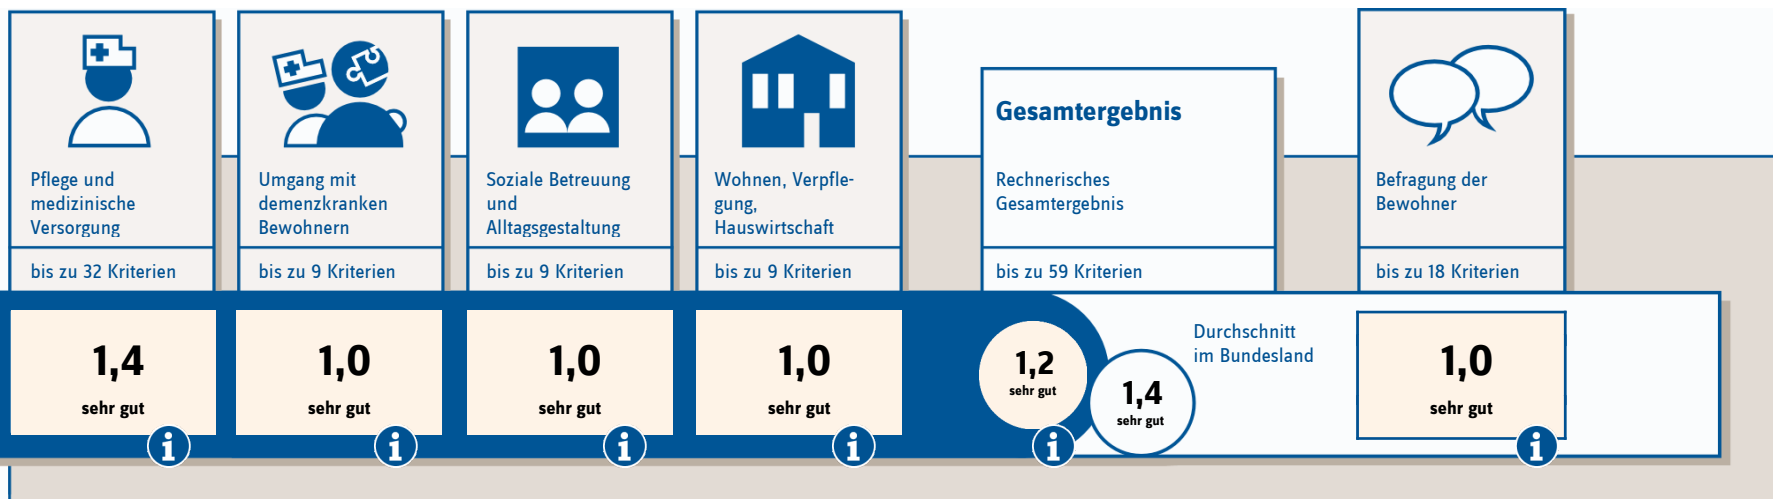 Pflege und
medizinische
Versorgung
bis zu 32 Kriterien
1,4
sehr gut
Umgang mit
demenzkranken
Bewohnern
bis zu 9 Kriterien
1,0
sehr gut
Soziale Betreuung
und
Alltagsgestaltung
bis zu 9 Kriterien
1,0
sehr gut
Wohnen, Verpfle-
gung,
Hauswirtschaft
bis zu 9 Kriterien
1,0
sehr gut
Gesamtergebnis
Rechnerisches
Gesamtergebnis
bis zu 59 Kriterien
1,2
sehr gut
1,4
sehr gut
Durchschnitt
im Bundesland
Befragung der
Bewohner
bis zu 18 Kriterien
1,0
sehr gut